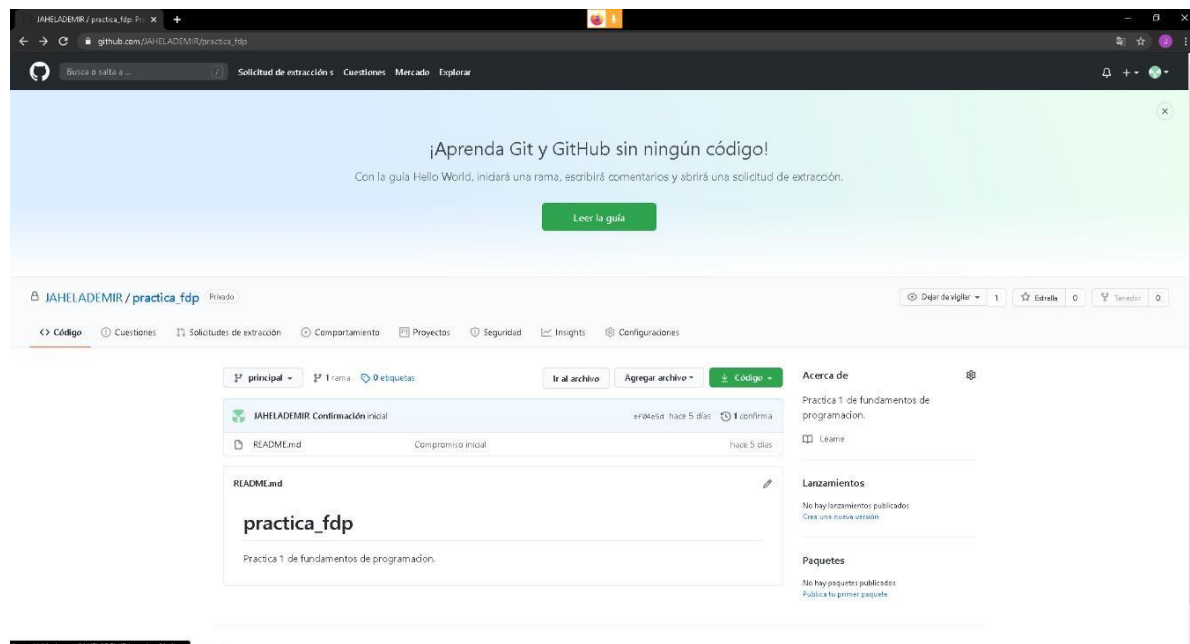 JAHELADEMIR / practica_fdp: Pr
github.com/JAHELADEMIR/practica_fdp
Busca o salta a ...
Solicitud de extracción s Cuestiones Mercado Explorar
¡Aprenda Git y GitHub sin ningún código!
Con la guía Hello World, iniciará una rama, escribirá comentarios y abrirá una solicitud de extracción.
Leer la guía
JAHELADEMIR / practica_fdp Privado
Dejar de vigilar 1 Estrella 0 Tenedor 0
Código Cuestiones Solicitudes de extracción Comportamiento Proyectos Seguridad Insights Configuraciones
principal 1 rama 0 etiquetas Ir al archivo Agregar archivo Código
JAHELADEMIR Confirmación inicial ef04e5d hace 5 días 1 confirma
README.md Compromiso inicial hace 5 días
README.md
practica_fdp
Practica 1 de fundamentos de programacion.
Acerca de
Practica 1 de fundamentos de
programacion.
Léame
Lanzamientos
No hay lanzamientos publicados
Crea una nueva versión
Paquetes
No hay paquetes publicados
Publica tu primer paquete